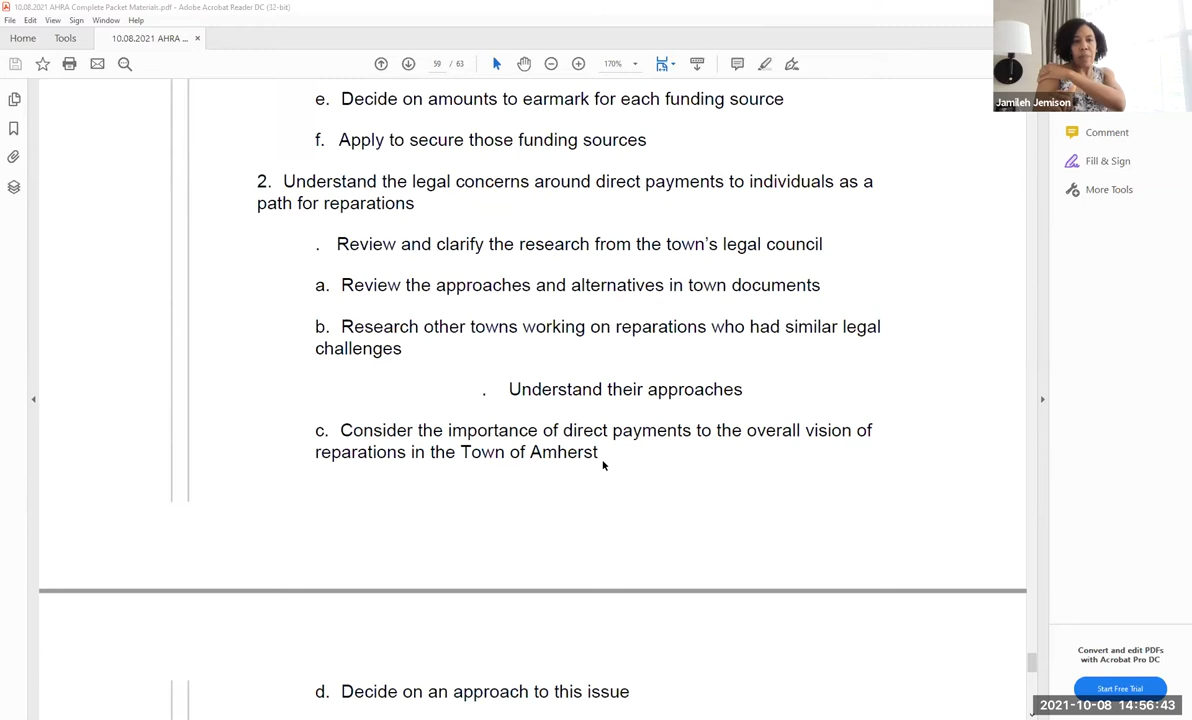 10.08.2021 AHRA Complete Packet Materials.pdf - Adobe Acrobat Reader DC (32-bit)
File Edit View Sign Window Help
Home Tools 10.08.2021 AHRA ... ×
59 / 63 170%
Jamileh Jemison
Comment
Fill & Sign
More Tools
e. Decide on amounts to earmark for each funding source
f. Apply to secure those funding sources
2. Understand the legal concerns around direct payments to individuals as a
path for reparations
. Review and clarify the research from the town's legal council
a. Review the approaches and alternatives in town documents
b. Research other towns working on reparations who had similar legal
challenges
. Understand their approaches
c. Consider the importance of direct payments to the overall vision of
reparations in the Town of Amherst
d. Decide on an approach to this issue
Convert and edit PDFs
with Acrobat Pro DC
Start Free Trial
2021-10-08 14:56:43